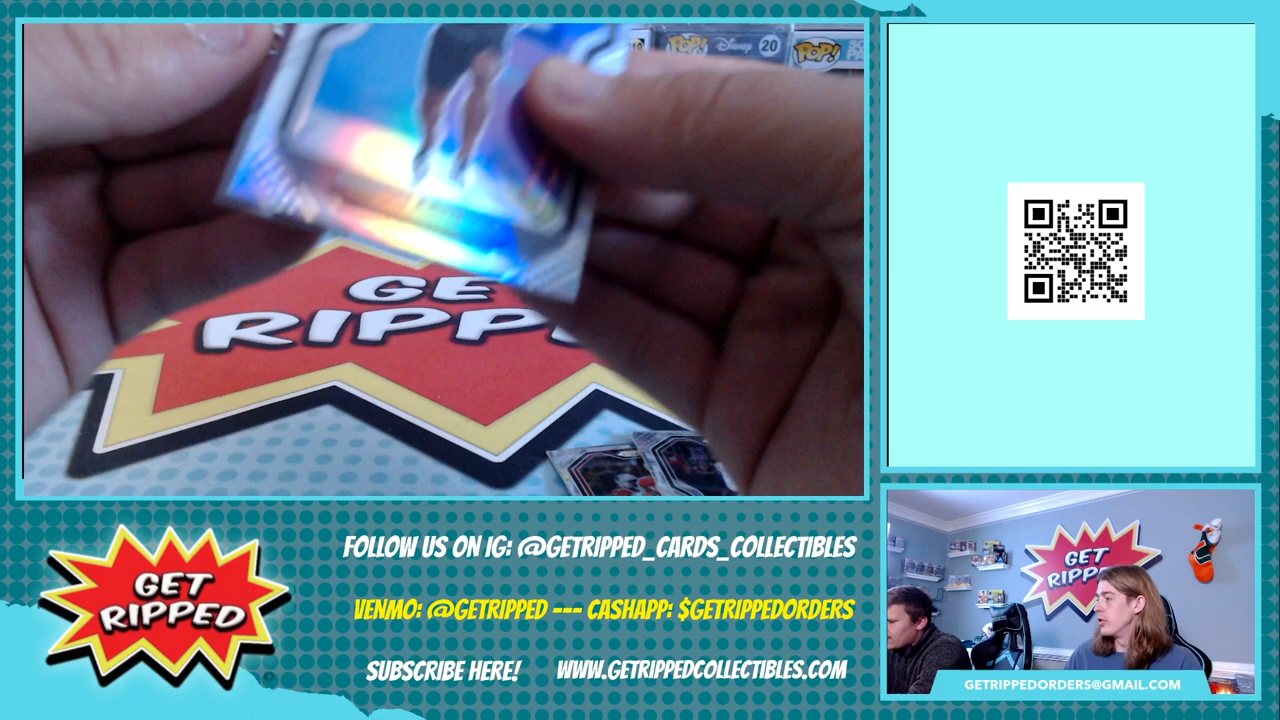 POP!
Disney
20
POP!
GE
RIPP
GET
RIPPED
FOLLOW US ON IG: @GETRIPPED_CARDS_COLLECTIBLES
VENMO: @GETRIPPED --- CASHAPP: $GETRIPPEDORDERS
SUBSCRIBE HERE! WWW.GETRIPPEDCOLLECTIBLES.COM
GET
RIPPED
GETRIPPEDORDERS@GMAIL.COM